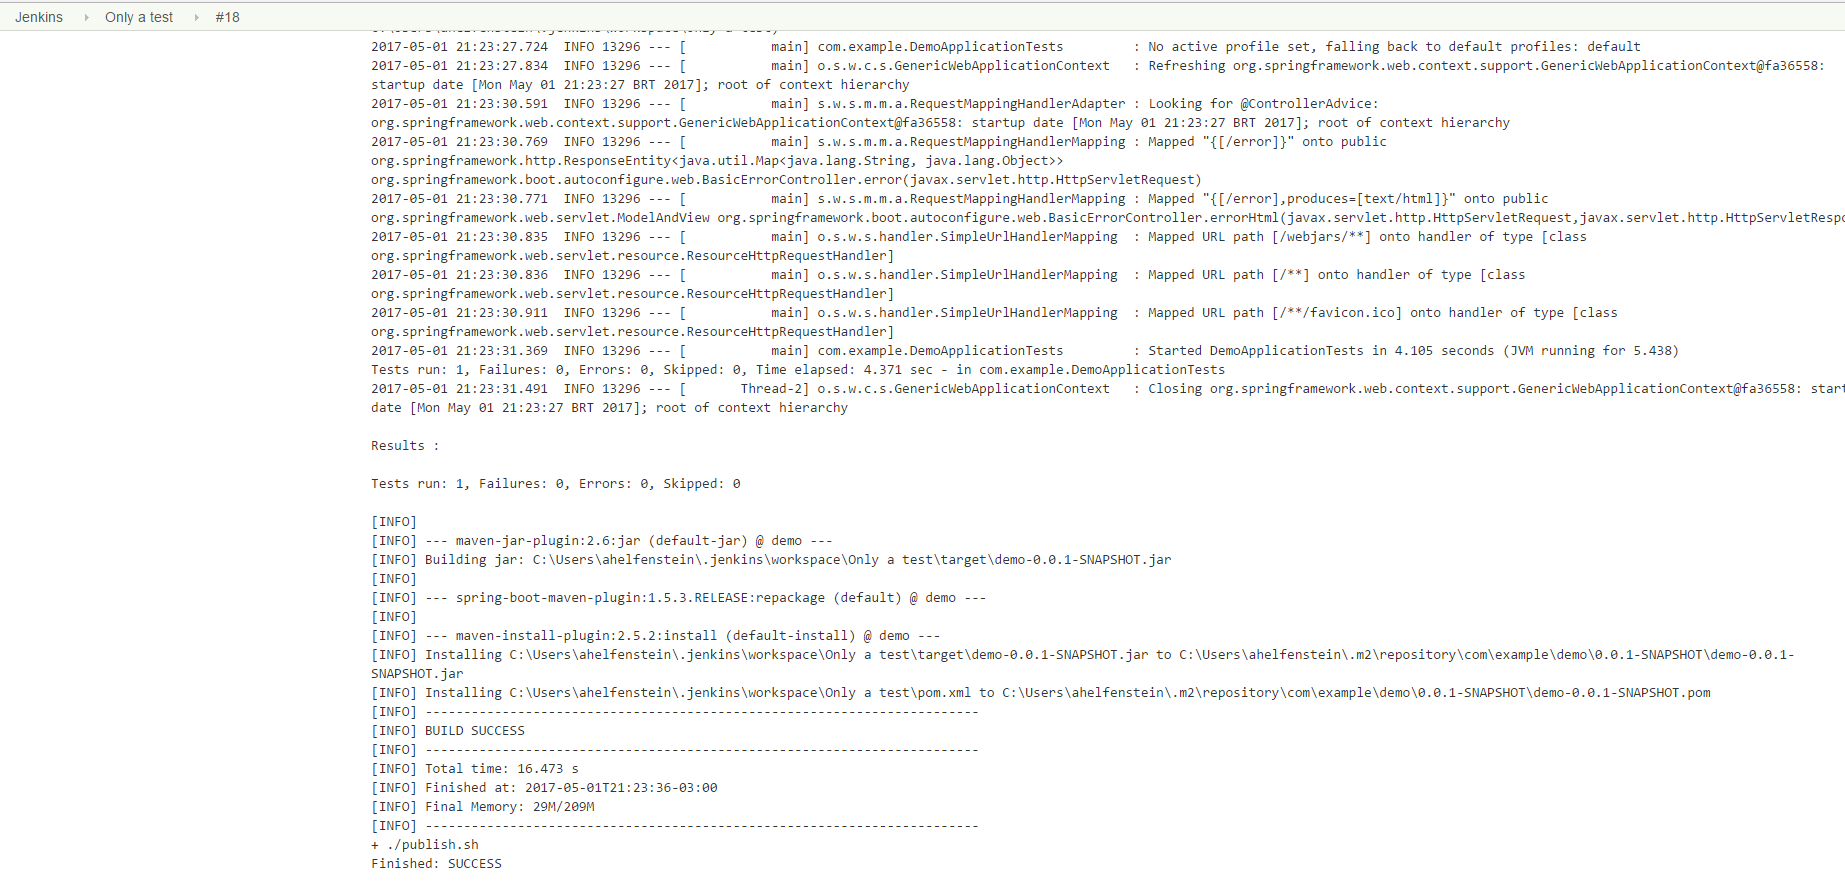 Jenkins Only a test #18
2017-05-01 21:23:27.724  INFO 13296 --- [           main] com.example.DemoApplicationTests         : No active profile set, falling back to default profiles: default
2017-05-01 21:23:27.834  INFO 13296 --- [           main] o.s.w.c.s.GenericWebApplicationContext   : Refreshing org.springframework.web.context.support.GenericWebApplicationContext@fa36558:
startup date [Mon May 01 21:23:27 BRT 2017]; root of context hierarchy
2017-05-01 21:23:30.591  INFO 13296 --- [           main] s.w.s.m.m.a.RequestMappingHandlerAdapter : Looking for @ControllerAdvice:
org.springframework.web.context.support.GenericWebApplicationContext@fa36558: startup date [Mon May 01 21:23:27 BRT 2017]; root of context hierarchy
2017-05-01 21:23:30.769  INFO 13296 --- [           main] s.w.s.m.m.a.RequestMappingHandlerMapping : Mapped "{[/error]}" onto public
org.springframework.http.ResponseEntity<java.util.Map<java.lang.String, java.lang.Object>>
org.springframework.boot.autoconfigure.web.BasicErrorController.error(javax.servlet.http.HttpServletRequest)
2017-05-01 21:23:30.771  INFO 13296 --- [           main] s.w.s.m.m.a.RequestMappingHandlerMapping : Mapped "{[/error],produces=[text/html]}" onto public
org.springframework.web.servlet.ModelAndView org.springframework.boot.autoconfigure.web.BasicErrorController.errorHtml(javax.servlet.http.HttpServletRequest,javax.servlet.http.HttpServletRespo
2017-05-01 21:23:30.835  INFO 13296 --- [           main] o.s.w.s.handler.SimpleUrlHandlerMapping  : Mapped URL path [/webjars/**] onto handler of type [class
org.springframework.web.servlet.resource.ResourceHttpRequestHandler]
2017-05-01 21:23:30.836  INFO 13296 --- [           main] o.s.w.s.handler.SimpleUrlHandlerMapping  : Mapped URL path [/**] onto handler of type [class
org.springframework.web.servlet.resource.ResourceHttpRequestHandler]
2017-05-01 21:23:30.911  INFO 13296 --- [           main] o.s.w.s.handler.SimpleUrlHandlerMapping  : Mapped URL path [/**/favicon.ico] onto handler of type [class
org.springframework.web.servlet.resource.ResourceHttpRequestHandler]
2017-05-01 21:23:31.369  INFO 13296 --- [           main] com.example.DemoApplicationTests         : Started DemoApplicationTests in 4.105 seconds (JVM running for 5.438)
Tests run: 1, Failures: 0, Errors: 0, Skipped: 0, Time elapsed: 4.371 sec - in com.example.DemoApplicationTests
2017-05-01 21:23:31.491  INFO 13296 --- [       Thread-2] o.s.w.c.s.GenericWebApplicationContext   : Closing org.springframework.web.context.support.GenericWebApplicationContext@fa36558: start
date [Mon May 01 21:23:27 BRT 2017]; root of context hierarchy
Results :
Tests run: 1, Failures: 0, Errors: 0, Skipped: 0
[INFO]
[INFO] --- maven-jar-plugin:2.6:jar (default-jar) @ demo ---
[INFO] Building jar: C:\Users\ahelfenstein\.jenkins\workspace\Only a test\target\demo-0.0.1-SNAPSHOT.jar
[INFO]
[INFO] --- spring-boot-maven-plugin:1.5.3.RELEASE:repackage (default) @ demo ---
[INFO]
[INFO] --- maven-install-plugin:2.5.2:install (default-install) @ demo ---
[INFO] Installing C:\Users\ahelfenstein\.jenkins\workspace\Only a test\target\demo-0.0.1-SNAPSHOT.jar to C:\Users\ahelfenstein\.m2\repository\com\example\demo\0.0.1-SNAPSHOT\demo-0.0.1-
SNAPSHOT.jar
[INFO] Installing C:\Users\ahelfenstein\.jenkins\workspace\Only a test\pom.xml to C:\Users\ahelfenstein\.m2\repository\com\example\demo\0.0.1-SNAPSHOT\demo-0.0.1-SNAPSHOT.pom
[INFO] ------------------------------------------------------------------------
[INFO] BUILD SUCCESS
[INFO] ------------------------------------------------------------------------
[INFO] Total time: 16.473 s
[INFO] Finished at: 2017-05-01T21:23:36-03:00
[INFO] Final Memory: 29M/209M
[INFO] ------------------------------------------------------------------------
+ ./publish.sh
Finished: SUCCESS